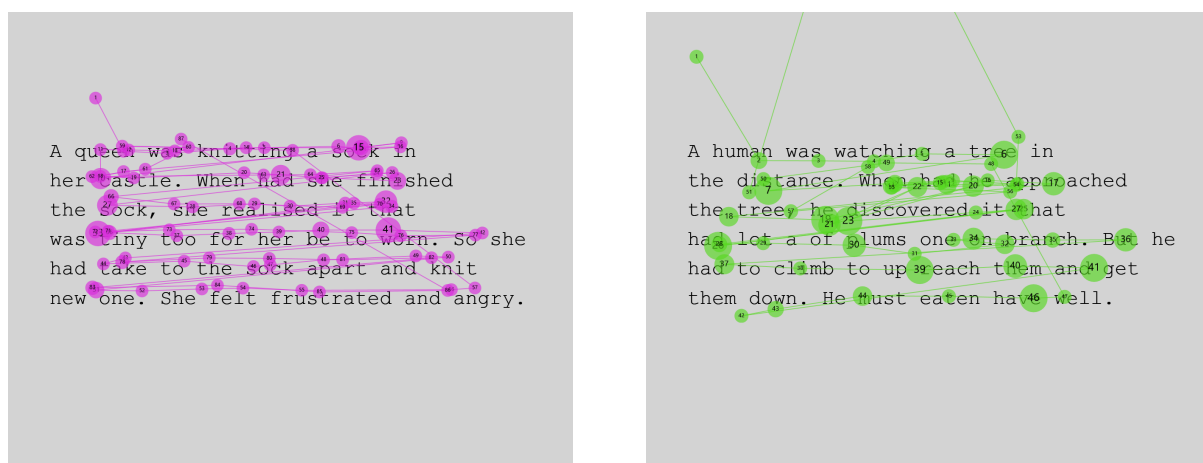 A queen was knitting a sock in
her castle. When had she finished
the sock, she realised it that
was tiny too for her be to worn. So she
had take to the sock apart and knit
new one. She felt frustrated and angry.
A human was watching a tree in
the distance. When had he approached
the tree, he discovered it that
had lot a of plums one on branch. But he
had to climb to up reach them and get
them down. He must eaten have well.